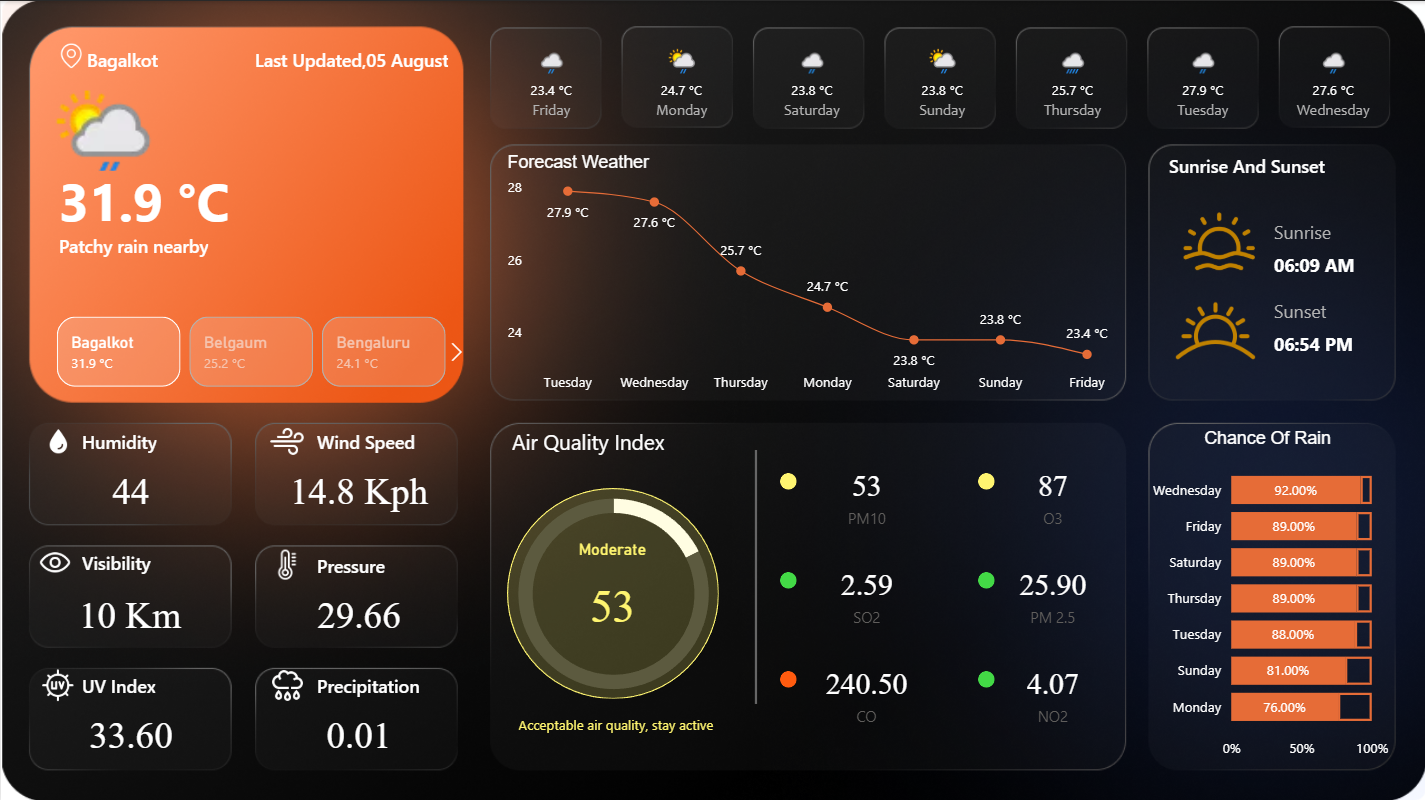 Bagalkot
Last Updated,05 August
31.9 °C
Patchy rain nearby
Bagalkot
31.9 °C
Belgaum
25.2 °C
Bengaluru
24.1 °C
23.4 °C
Friday
24.7 °C
Monday
23.8 °C
Saturday
23.8 °C
Sunday
25.7 °C
Thursday
27.9 °C
Tuesday
27.6 °C
Wednesday
Forecast Weather
28
26
24
27.9 °C
27.6 °C
25.7 °C
24.7 °C
23.8 °C
23.8 °C
23.4 °C
Tuesday Wednesday Thursday Monday Saturday Sunday Friday
Sunrise And Sunset
Sunrise
06:09 AM
Sunset
06:54 PM
Humidity
44
Wind Speed
14.8 Kph
Visibility
10 Km
Pressure
29.66
UV
UV Index
33.60
Precipitation
0.01
Air Quality Index
Moderate
53
Acceptable air quality, stay active
53
PM10
87
O3
2.59
SO2
25.90
PM 2.5
240.50
CO
4.07
NO2
Chance Of Rain
Wednesday 92.00%
Friday 89.00%
Saturday 89.00%
Thursday 89.00%
Tuesday 88.00%
Sunday 81.00%
Monday 76.00%
0% 50% 100%